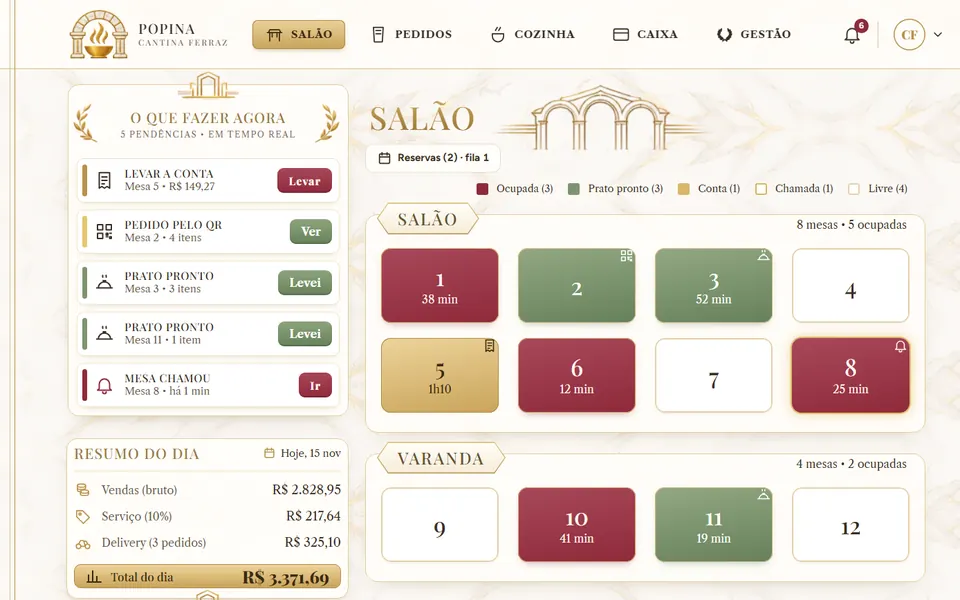 POPINA
CANTINA FERRAZ
SALÃO
PEDIDOS
COZINHA
CAIXA
GESTÃO
6
CF
O QUE FAZER AGORA
5 PENDÊNCIAS • EM TEMPO REAL
LEVAR A CONTA
Mesa 5 • R$ 149,27
Levar
PEDIDO PELO QR
Mesa 2 • 4 itens
Ver
PRATO PRONTO
Mesa 3 • 3 itens
Levei
PRATO PRONTO
Mesa 11 • 1 item
Levei
MESA CHAMOU
Mesa 8 • há 1 min
Ir
RESUMO DO DIA
Hoje, 15 nov
Vendas (bruto) R$ 2.828,95
Serviço (10%) R$ 217,64
Delivery (3 pedidos) R$ 325,10
Total do dia R$ 3.371,69
SALÃO
Reservas (2) · fila 1
Ocupada (3) Prato pronto (3) Conta (1) Chamada (1) Livre (4)
SALÃO
8 mesas • 5 ocupadas
1
38 min
2
3
52 min
4
5
1h10
6
12 min
7
8
25 min
VARANDA
4 mesas • 2 ocupadas
9
10
41 min
11
19 min
12